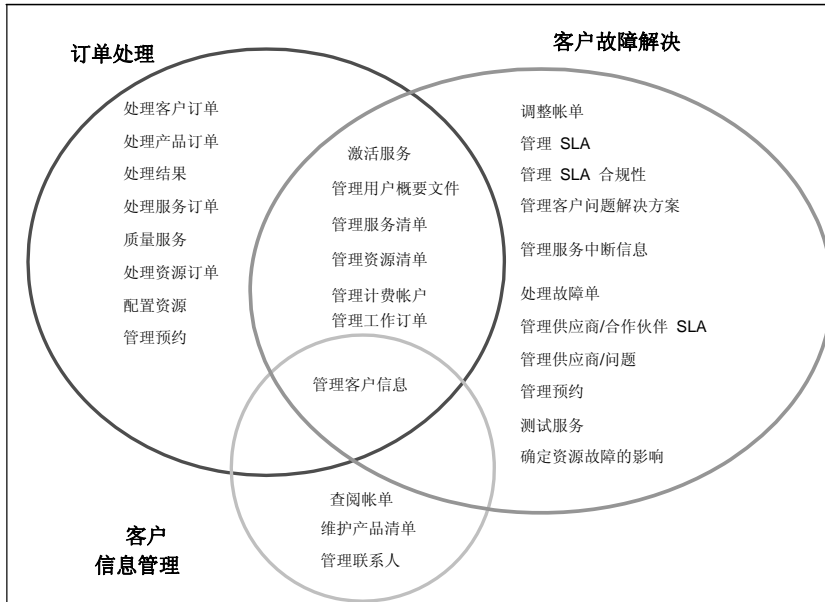 订单处理
处理客户订单
处理产品订单
处理结果
处理服务订单
质量服务
处理资源订单
配置资源
管理预约
激活服务
管理用户概要文件
管理服务清单
管理资源清单
管理计费帐户
管理工作订单
管理客户信息
客户故障解决
调整帐单
管理 SLA
管理 SLA 合规性
管理客户问题解决方案
管理服务中断信息
处理故障单
管理供应商/合作伙伴 SLA
管理供应商/问题
管理预约
测试服务
确定资源故障的影响
客户
信息管理
查阅帐单
维护产品清单
管理联系人